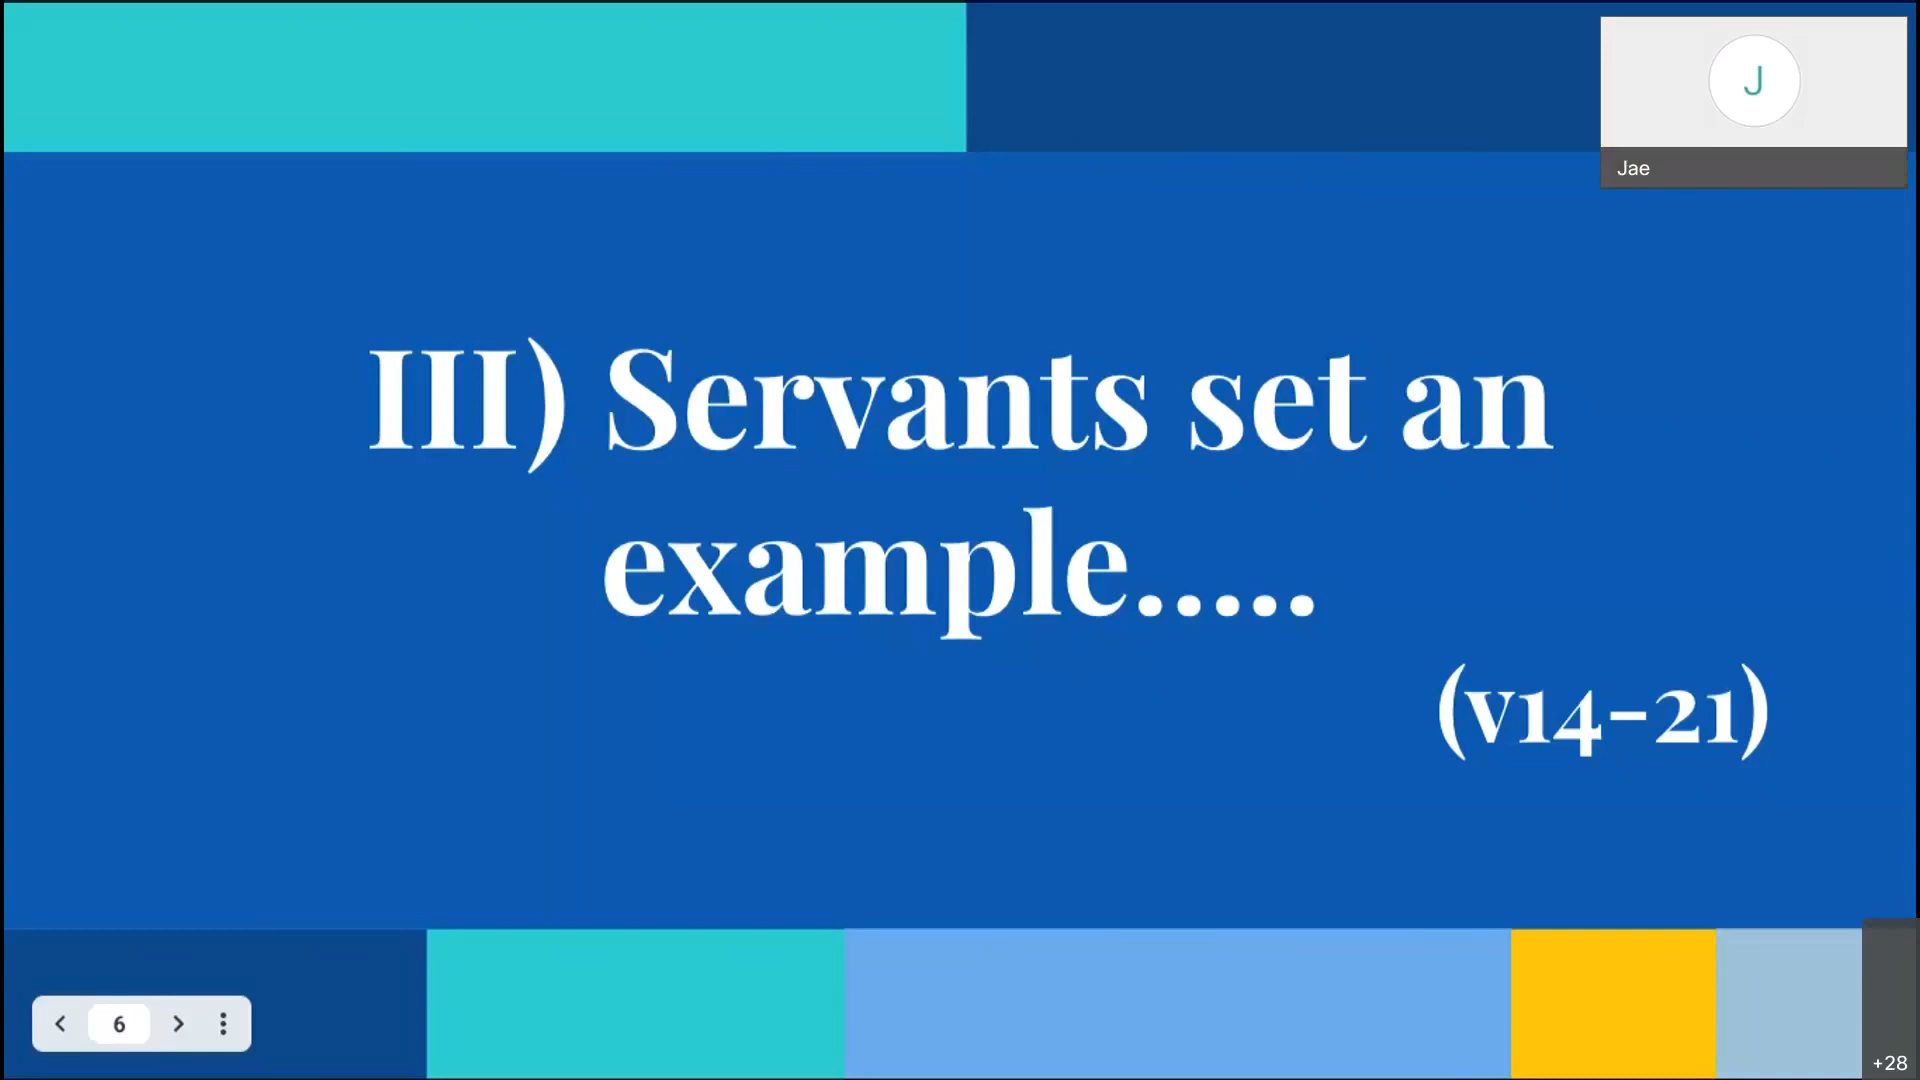 J
Jae
III) Servants set an
example.....
(v14-21)
6
+28